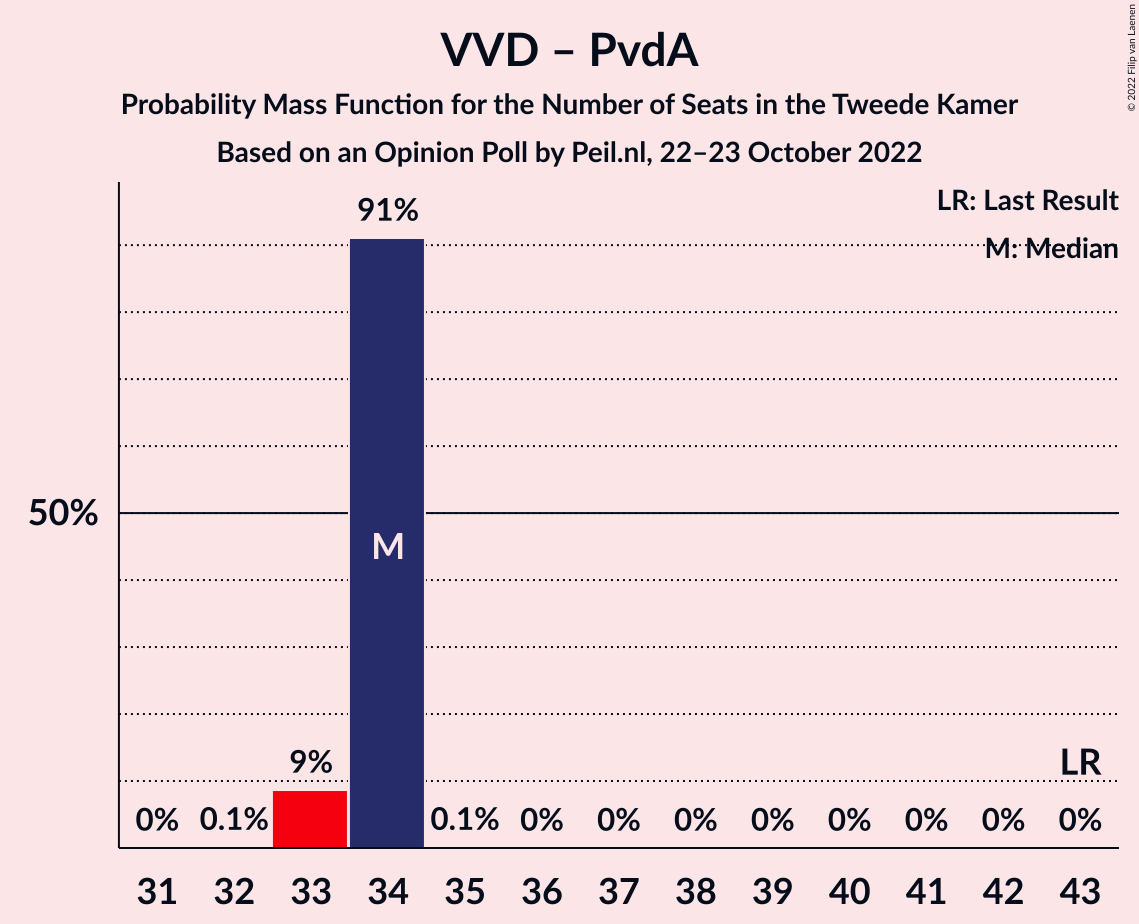 VVD – PvdA
Probability Mass Function for the Number of Seats in the Tweede Kamer
Based on an Opinion Poll by Peil.nl, 22–23 October 2022
© 2022 Filip van Laenen
LR: Last Result
M: Median
91%
50%
M
9%
LR
0% 0.1% 0.1% 0% 0% 0% 0% 0% 0% 0% 0%
31 32 33 34 35 36 37 38 39 40 41 42 43